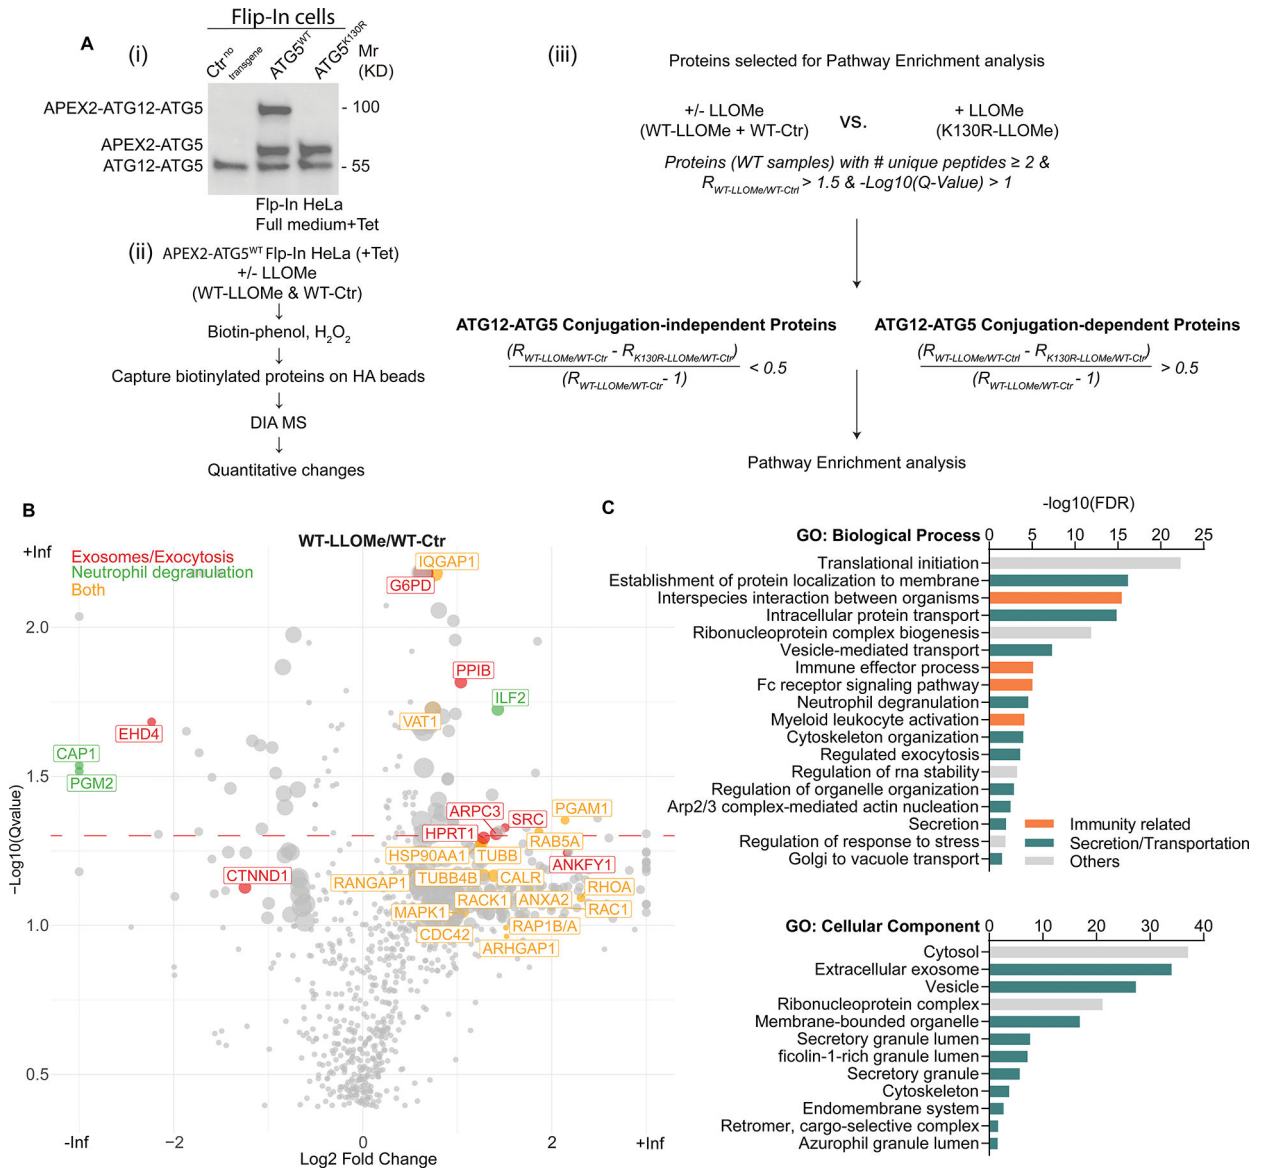 A
(i)
Flip-In cells
Ctr no transgene
ATG5WT
ATG5K130R
Mr
(KD)
APEX2-ATG12-ATG5
- 100
APEX2-ATG5
ATG12-ATG5
- 55
Flp-In HeLa
Full medium+Tet
(ii)
APEX2-ATG5WT Flp-In HeLa (+Tet)
+/- LLOMe
(WT-LLOMe & WT-Ctr)
↓
Biotin-phenol, H2O2
↓
Capture biotinylated proteins on HA beads
↓
DIA MS
↓
Quantitative changes
(iii)
Proteins selected for Pathway Enrichment analysis
+/- LLOMe
(WT-LLOMe + WT-Ctr)
VS.
+ LLOMe
(K130R-LLOMe)
Proteins (WT samples) with # unique peptides ≥ 2 &
RWT-LLOMe/WT-Ctrl > 1.5 & -Log10(Q-Value) > 1
ATG12-ATG5 Conjugation-independent Proteins
(RWT-LLOMe/WT-Ctr - RK130R-LLOMe/WT-Ctr)
(RWT-LLOMe/WT-Ctr - 1)
< 0.5
ATG12-ATG5 Conjugation-dependent Proteins
(RWT-LLOMe/WT-Ctrl - RK130R-LLOMe/WT-Ctr)
(RWT-LLOMe/WT-Ctr - 1)
> 0.5
Pathway Enrichment analysis
B
WT-LLOMe/WT-Ctr
+Inf
Exosomes/Exocytosis
Neutrophil degranulation
Both
IQGAP1
G6PD
2.0
PPIB
ILF2
VAT1
EHD4
CAP1
PGM2
1.5
ARPC3
SRC
PGAM1
HPRT1
RAB5A
HSP90AA1
TUBB
ANKFY1
CTNND1
RANGAP1
TUBB4B
CALR
RHOA
RACK1
ANXA2
MAPK1
RAC1
1.0
CDC42
RAP1B/A
ARHGAP1
0.5
−Log10(Qvalue)
-Inf
−2
0
2
+Inf
Log2 Fold Change
C
-log10(FDR)
GO: Biological Process
0 5 10 15 20 25
Translational initiation
Establishment of protein localization to membrane
Interspecies interaction between organisms
Intracellular protein transport
Ribonucleoprotein complex biogenesis
Vesicle-mediated transport
Immune effector process
Fc receptor signaling pathway
Neutrophil degranulation
Myeloid leukocyte activation
Cytoskeleton organization
Regulated exocytosis
Regulation of rna stability
Regulation of organelle organization
Arp2/3 complex-mediated actin nucleation
Secretion
Regulation of response to stress
Golgi to vacuole transport
Immunity related
Secretion/Transportation
Others
GO: Cellular Component
0 10 20 30 40
Cytosol
Extracellular exosome
Vesicle
Ribonucleoprotein complex
Membrane-bounded organelle
Secretory granule lumen
ficolin-1-rich granule lumen
Secretory granule
Cytoskeleton
Endomembrane system
Retromer, cargo-selective complex
Azurophil granule lumen